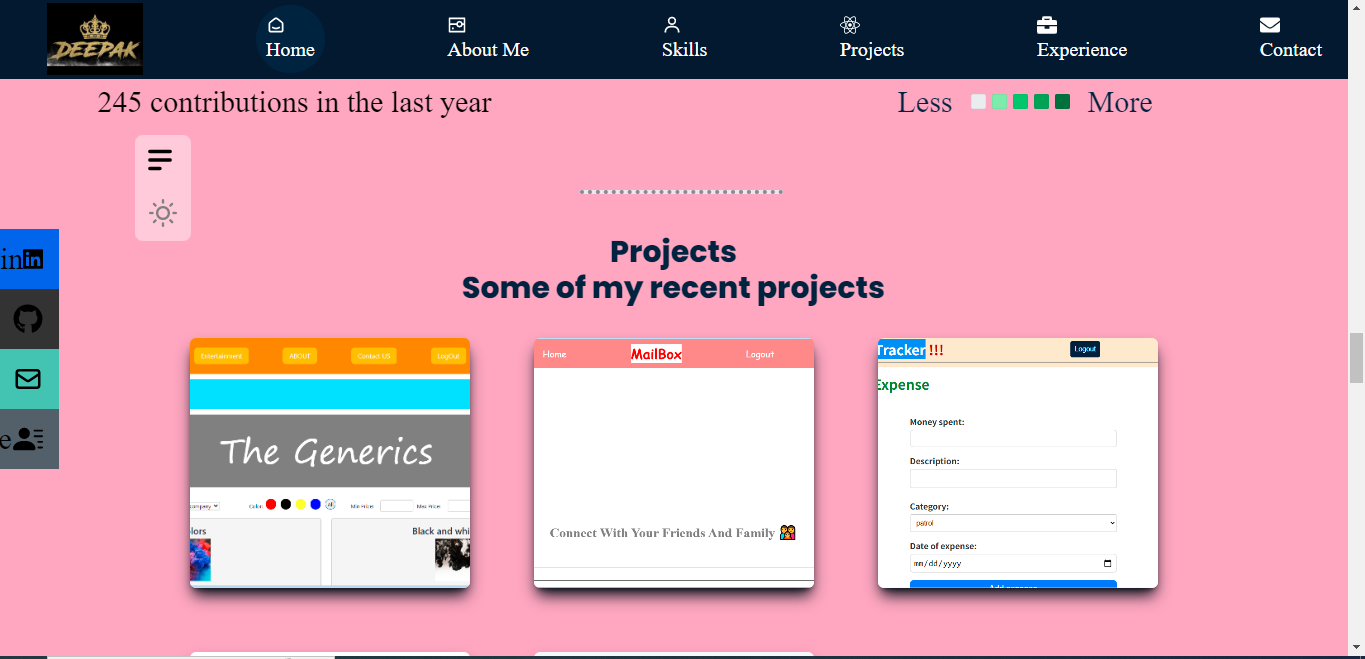 DEEPAK
Home
About Me
Skills
Projects
Experience
Contact
245 contributions in the last year
Less
More
in
e
Projects
Some of my recent projects
Entertainment
ABOUT
Contact US
LogOut
The Generics
company
Color:
all
Min Price:
Max Price:
lors
Black and whi
Home
MailBox
Logout
Connect With Your Friends And Family
Tracker !!!
Logout
Expense
Money spent:
Description:
Category:
patrol
Date of expense:
mm/dd/yyyy
Add expense